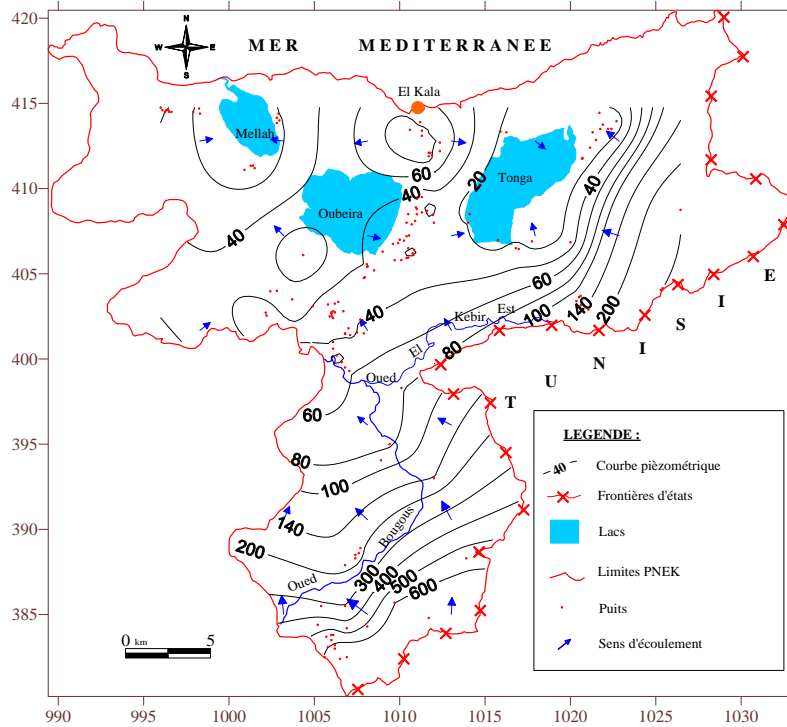 420
415
410
405
400
395
390
385
990
995
1000
1005
1010
1015
1020
1025
1030
N
W E
S
MER MEDITERRANEE
El Kala
Mellah
Oubeira
Tonga
60
40
20
40
40
40
60
100
140
200
80
Oued El Kebir Est
T U N I S I E
60
80
100
140
200
300
400
500
600
Oued Bougous
0 km 5
LEGENDE :
40 Courbe pièzométrique
Frontières d'états
Lacs
Limites PNEK
Puits
Sens d'écoulement